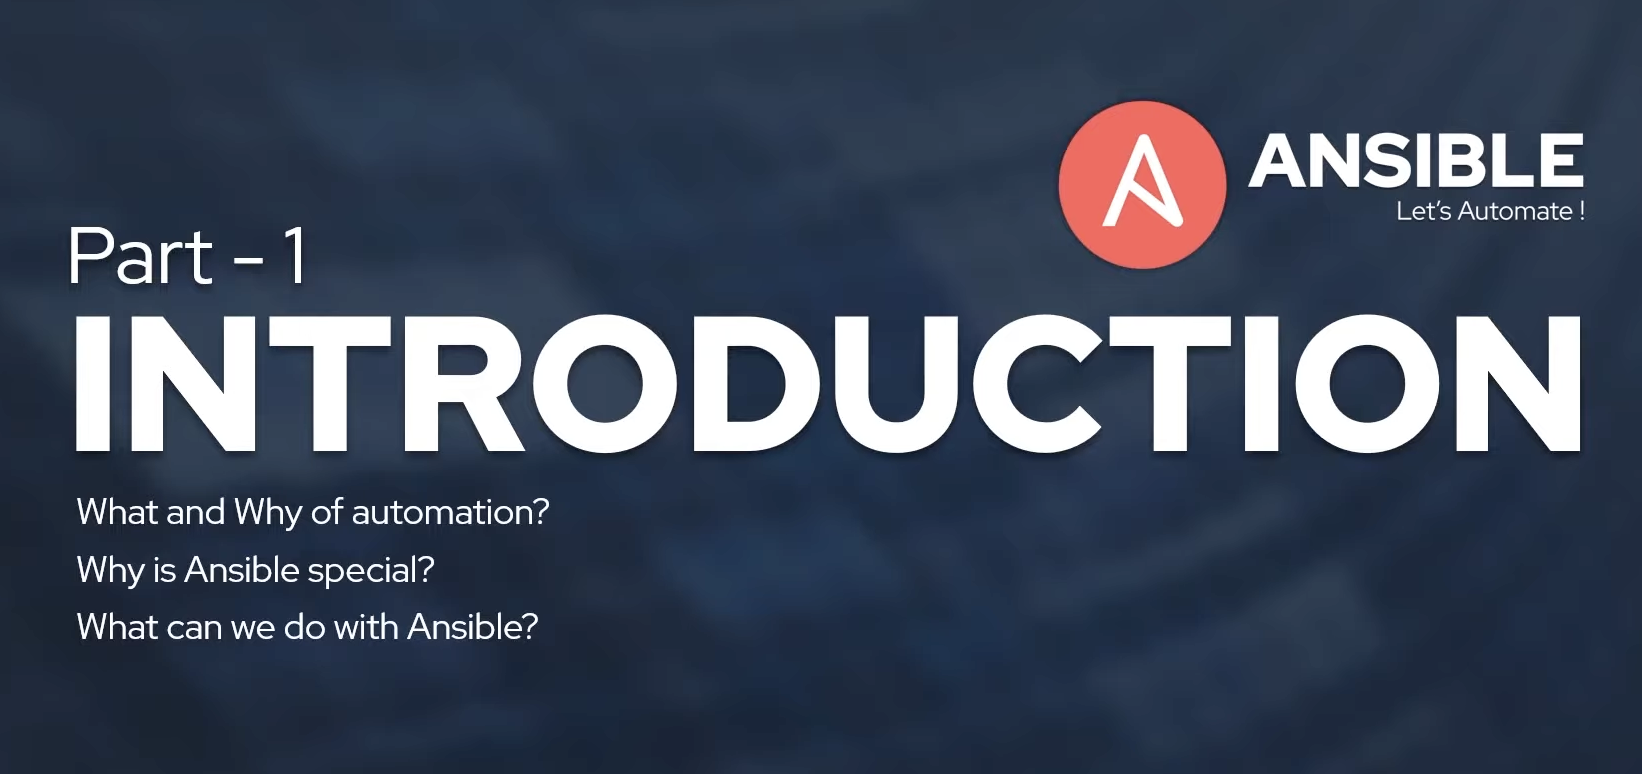 ANSIBLE
Let's Automate !
Part - 1
INTRODUCTION
What and Why of automation?
Why is Ansible special?
What can we do with Ansible?